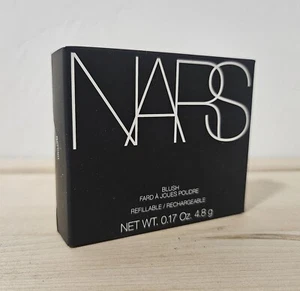 NARS
BLUSH
FARD À JOUES POUDRE
REFILLABLE / RECHARGEABLE
NET WT. 0.17 Oz. 4.8 g